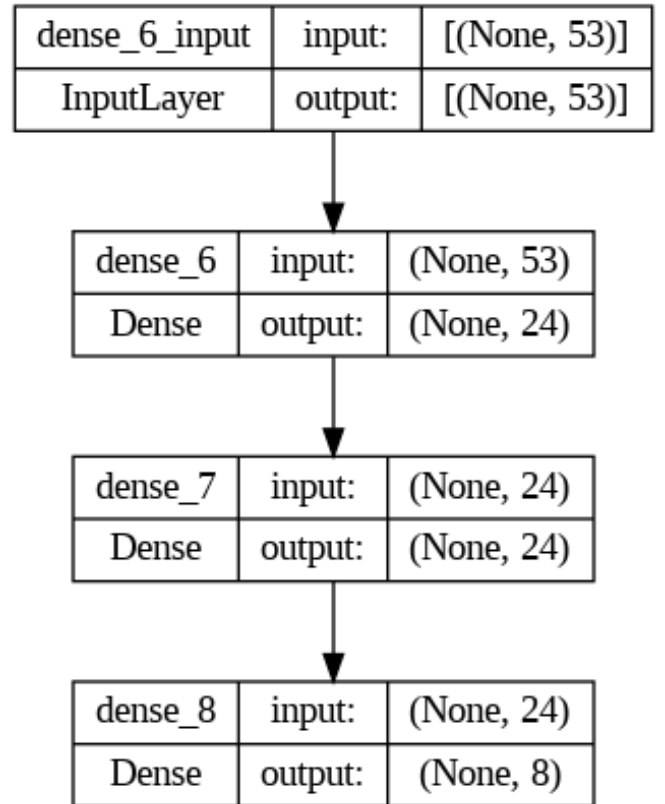 dense_6_input input: [(None, 53)]
InputLayer output: [(None, 53)]
dense_6 input: (None, 53)
Dense output: (None, 24)
dense_7 input: (None, 24)
Dense output: (None, 24)
dense_8 input: (None, 24)
Dense output: (None, 8)